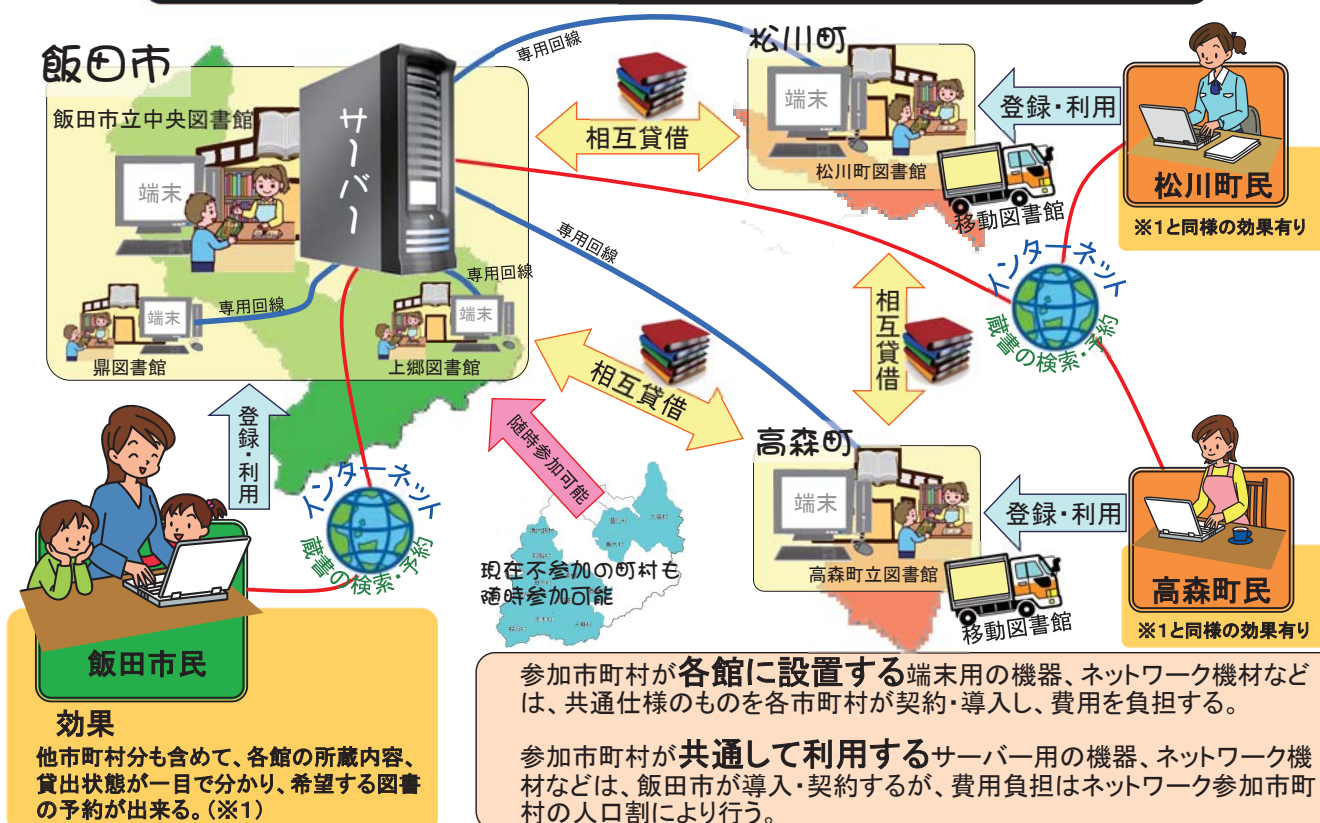 飯田市
飯田市立中央図書館
端末
サーバー
鼎図書館
端末
上郷図書館
端末
専用回線
専用回線
専用回線
専用回線
相互貸借
相互貸借
相互貸借
松川町
端末
松川町図書館
移動図書館
登録・利用
松川町民
※1と同様の効果有り
インターネット
蔵書の検索・予約
高森町
端末
高森町立図書館
移動図書館
登録・利用
高森町民
※1と同様の効果有り
随時参加可能
現在不参加の町村も
随時参加可能
登録・利用
インターネット
蔵書の検索・予約
飯田市民
効果
他市町村分も含めて、各館の所蔵内容、
貸出状態が一目で分かり、希望する図書
の予約が出来る。(※1)
参加市町村が各館に設置する端末用の機器、ネットワーク機材など
は、共通仕様のものを各市町村が契約・導入し、費用を負担する。
参加市町村が共通して利用するサーバー用の機器、ネットワーク機
材などは、飯田市が導入・契約するが、費用負担はネットワーク参加市町
村の人口割により行う。